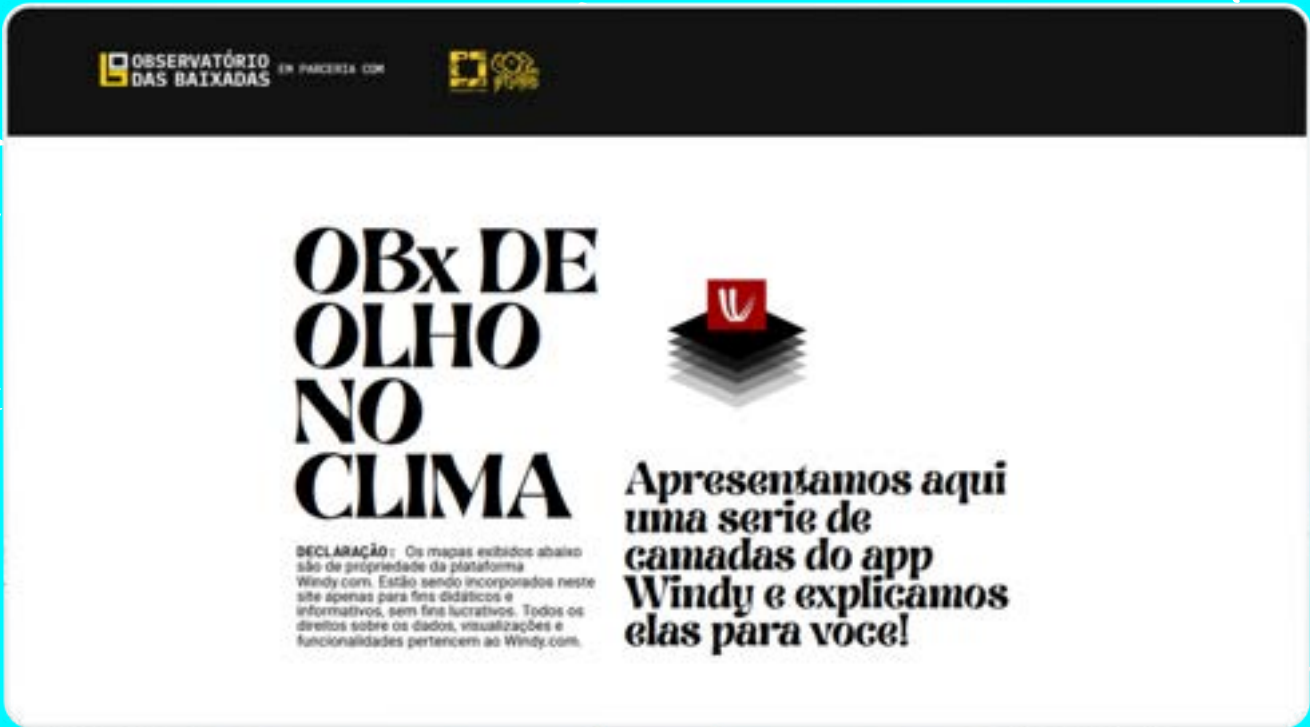 OBSERVATÓRIO
DAS BAIXADAS
EM PARCERIA COM
OBx DE
OLHO
NO
CLIMA
DECLARAÇÃO: Os mapas exibidos abaixo
são de propriedade da plataforma
Windy.com. Estão sendo incorporados neste
site apenas para fins didáticos e
informativos, sem fins lucrativos. Todos os
direitos sobre os dados, visualizações e
funcionalidades pertencem ao Windy.com.
Apresentamos aqui
uma serie de
camadas do app
Windy e explicamos
elas para voce!